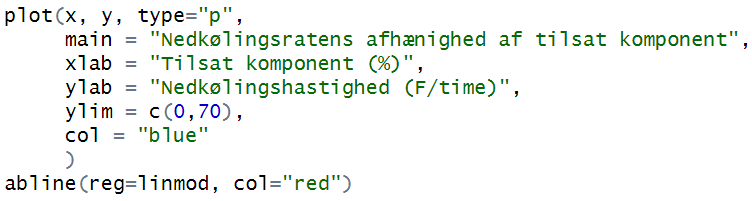 plot(x, y, type="p",
     main = "Nedkølingsratens afhænighed af tilsat komponent",
     xlab = "Tilsat komponent (%)",
     ylab = "Nedkølingshastighed (F/time)",
     ylim = c(0,70),
     col = "blue"
     )
abline(reg=linmod, col="red")